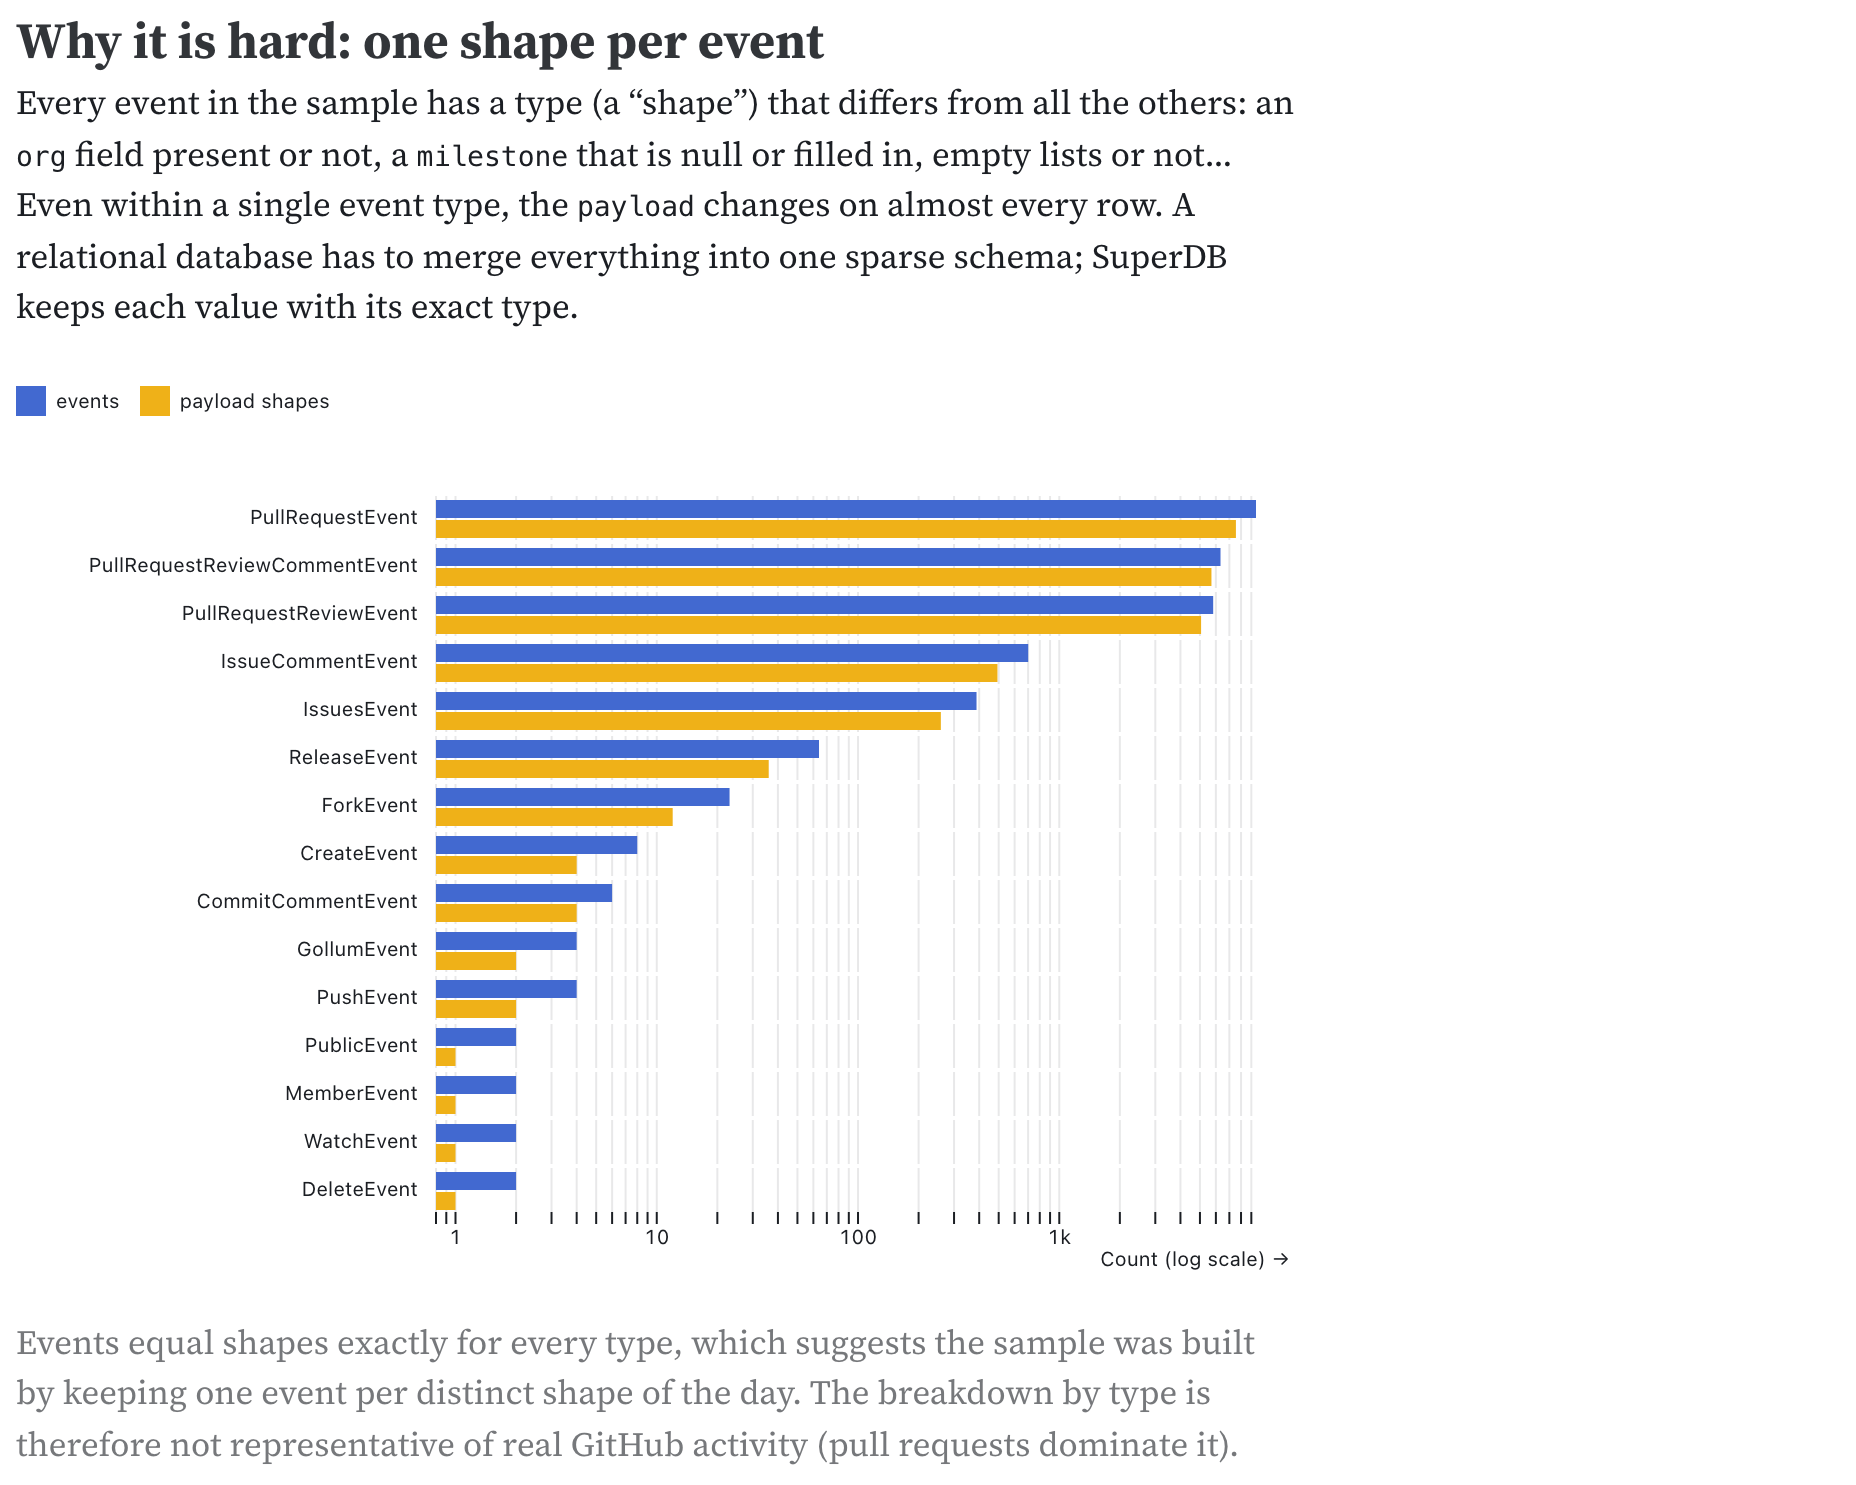 Why it is hard: one shape per event
Every event in the sample has a type (a “shape”) that differs from all the others: an
org field present or not, a milestone that is null or filled in, empty lists or not…
Even within a single event type, the payload changes on almost every row. A
relational database has to merge everything into one sparse schema; SuperDB
keeps each value with its exact type.
events payload shapes
PullRequestEvent
PullRequestReviewCommentEvent
PullRequestReviewEvent
IssueCommentEvent
IssuesEvent
ReleaseEvent
ForkEvent
CreateEvent
CommitCommentEvent
GollumEvent
PushEvent
PublicEvent
MemberEvent
WatchEvent
DeleteEvent
1 10 100 1k
Count (log scale) →
Events equal shapes exactly for every type, which suggests the sample was built
by keeping one event per distinct shape of the day. The breakdown by type is
therefore not representative of real GitHub activity (pull requests dominate it).